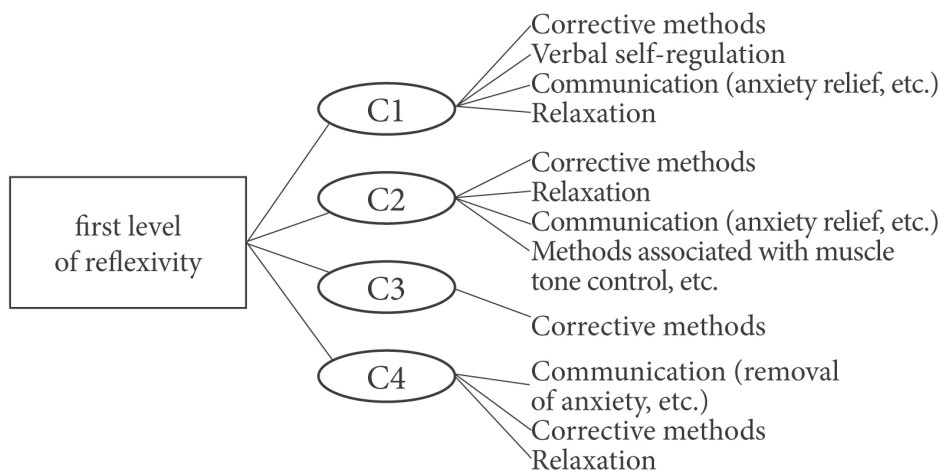 first level
of reflexivity
C1
Corrective methods
Verbal self-regulation
Communication (anxiety relief, etc.)
Relaxation
C2
Corrective methods
Relaxation
Communication (anxiety relief, etc.)
Methods associated with muscle
tone control, etc.
C3
Corrective methods
C4
Communication (removal
of anxiety, etc.)
Corrective methods
Relaxation